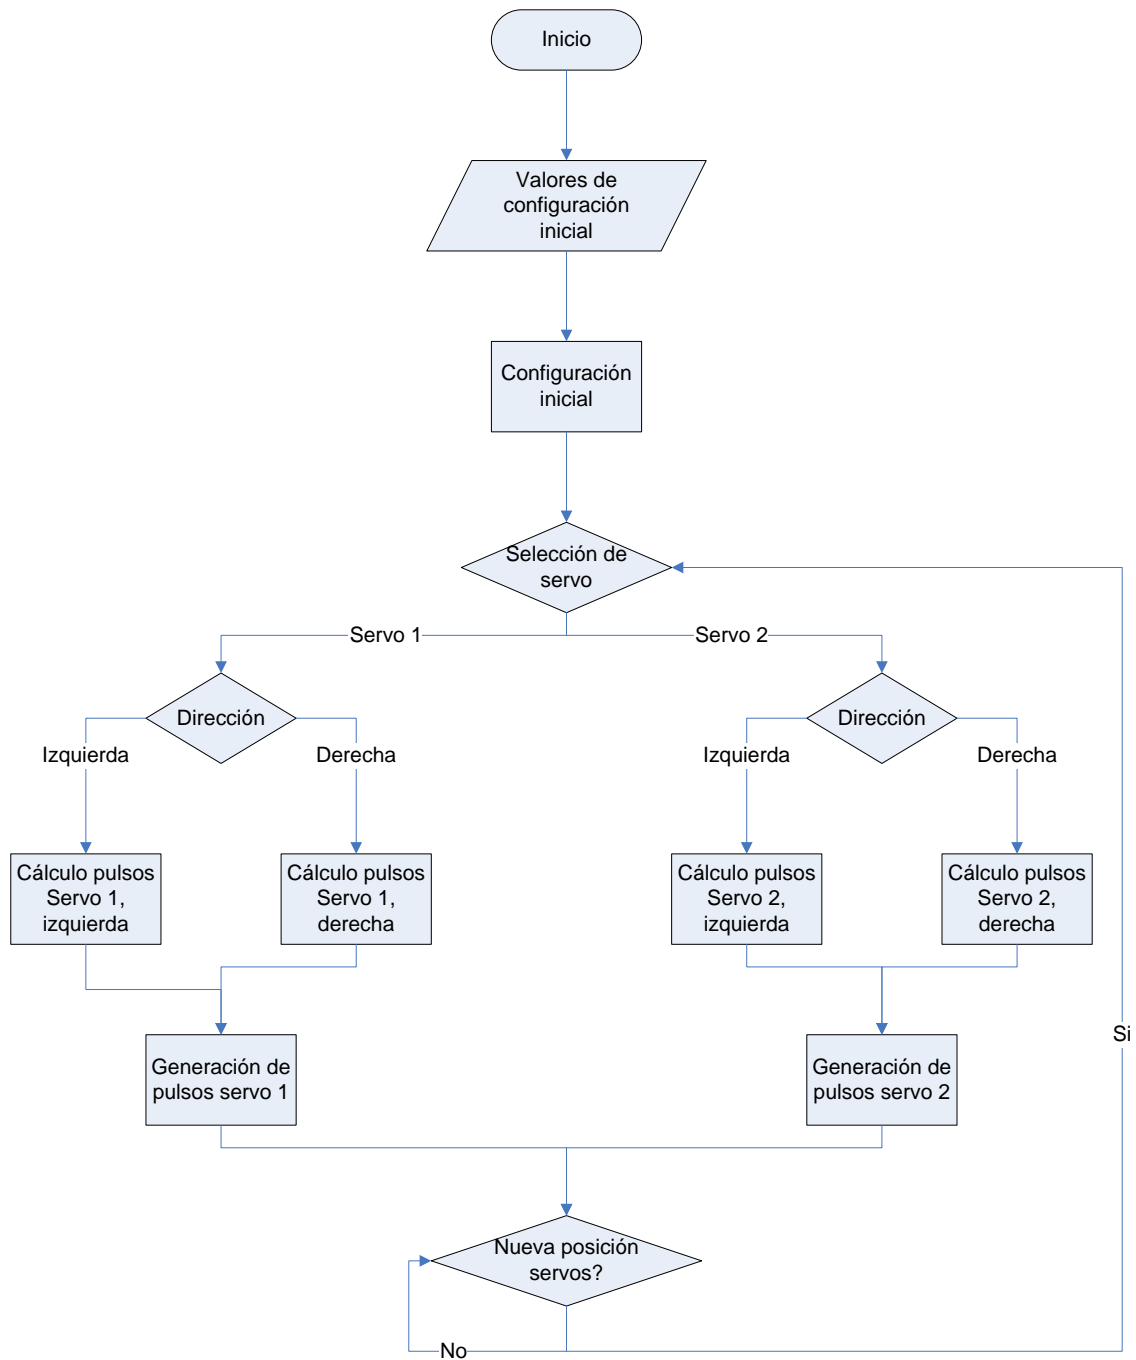 Inicio
Valores de
configuración
inicial
Configuración
inicial
Selección de
servo
Servo 1
Servo 2
Dirección
Dirección
Izquierda
Derecha
Izquierda
Derecha
Cálculo pulsos
Servo 1,
izquierda
Cálculo pulsos
Servo 1,
derecha
Cálculo pulsos
Servo 2,
izquierda
Cálculo pulsos
Servo 2,
derecha
Si
Generación de
pulsos servo 1
Generación de
pulsos servo 2
Nueva posición
servos?
No